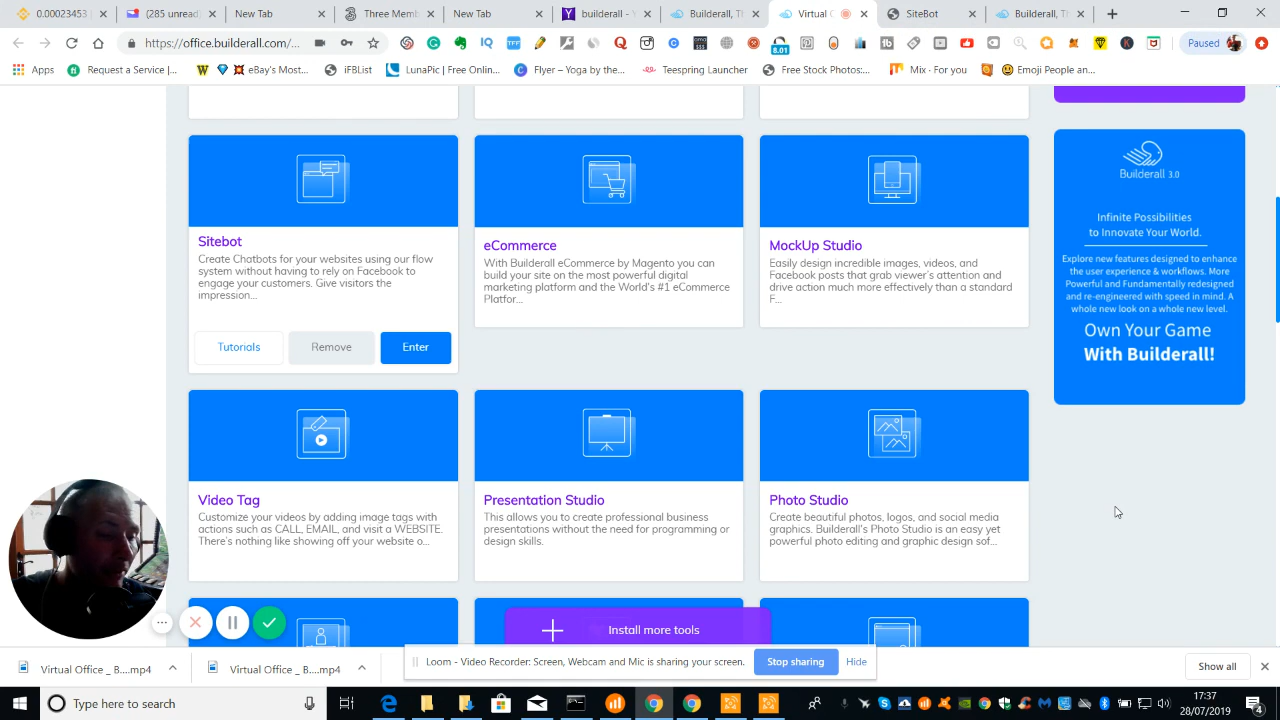 0.00023453
285 unread
Three Mem
New Tab
builderall - Y
Builderall, T
Virtual C
SiteBot
Builderall, T
https://office.builderall.com/...
8.01
Paused
Apps
Request a Service |...
eBay's Most...
iFBList
LunaPic | Free Onlin...
Flyer – Yoga by the...
Teespring Launcher
Free Stock Photos:...
Mix · For you
Emoji People an...
Sitebot
Create Chatbots for your websites using our flow
system without having to rely on Facebook to
engage your customers. Give visitors the
impression...
Tutorials
Remove
Enter
eCommerce
With Builderall eCommerce by Magento you can
build your site on the most powerful digital
marketing platform and the World's #1 eCommerce
Platfor...
MockUp Studio
Easily design incredible images, videos, and
Facebook posts that grab viewer's attention and
drive action much more effectively than a standard
F...
Builderall 3.0
Infinite Possibilities
to Innovate Your World.
Explore new features designed to enhance
the user experience & workflows. More
Powerful and Fundamentally redesigned
and re-engineered with speed in mind. A
whole new look on a whole new level.
Own Your Game
With Builderall!
Video Tag
Customize your videos by adding image tags with
actions such as CALL, EMAIL, and visit a WEBSITE.
There's nothing like showing off your website o...
Presentation Studio
This allows you to create professional business
presentations without the need for programming or
design skills.
Photo Studio
Create beautiful photos, logos, and social media
graphics. Builderall's Photo Studio is an easy yet
powerful photo editing and graphic design sof...
Install more tools
Loom - Video Recorder: Screen, Webcam and Mic is sharing your screen.
Stop sharing
Hide
Virtual Office _ B....mp4
Virtual Office _ B....mp4
Show all
Type here to search
17:37
28/07/2019
4